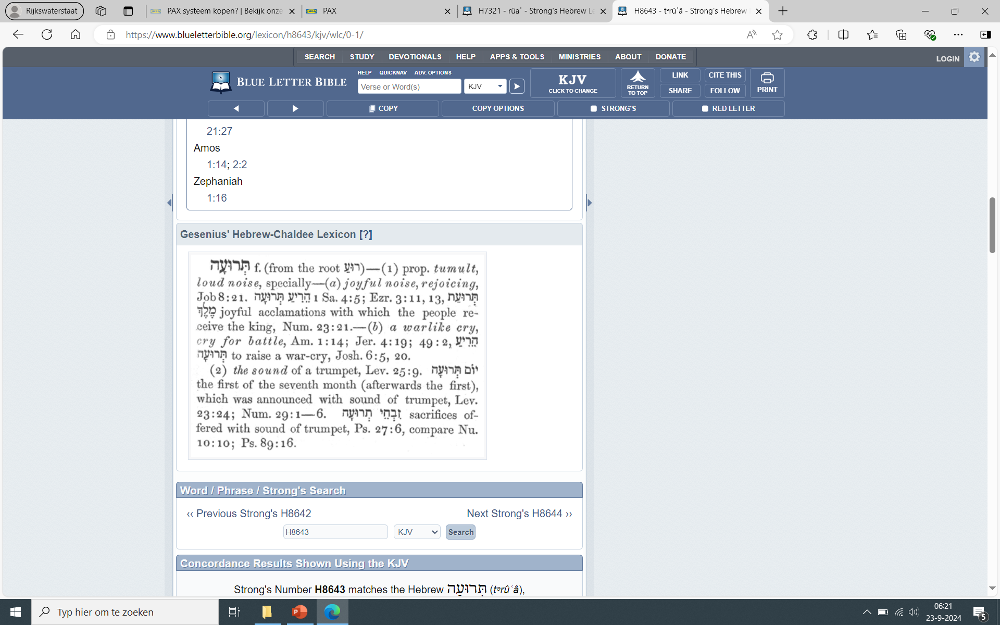 Rijkswaterstaat
PAX systeem kopen? | Bekijk onze
PAX
H7321 - rûaʿ - Strong's Hebrew Le
H8643 - tᵊrûʿâ - Strong's Hebrew
https://www.blueletterbible.org/lexicon/h8643/kjv/wlc/0-1/
SEARCH STUDY DEVOTIONALS HELP APPS & TOOLS MINISTRIES ABOUT DONATE
LOGIN
BLUE LETTER BIBLE
HELP QUICKNAV ADV. OPTIONS
Verse or Word(s)
KJV
KJV
CLICK TO CHANGE
RETURN
TO TOP
LINK
CITE THIS
SHARE
FOLLOW
PRINT
COPY
COPY OPTIONS
STRONG'S
RED LETTER
21:27
Amos
1:14; 2:2
Zephaniah
1:16
Gesenius' Hebrew-Chaldee Lexicon [?]
תְּרוּעָה f. (from the root רוּעַ)—(1) prop. tumult,
loud noise, specially—(a) joyful noise, rejoicing,
Job 8:21. הֵרִיעַ תְּרוּעָה 1 Sa. 4:5; Ezr. 3:11, 13, תְּרוּעַת
מֶלֶךְ joyful acclamations with which the people re-
ceive the king, Num. 23:21.—(b) a warlike cry,
cry for battle, Am. 1:14; Jer. 4:19; 49:2, הֵרִיעַ
תְּרוּעָה to raise a war-cry, Josh. 6:5, 20.
(2) the sound of a trumpet, Lev. 25:9. יוֹם תְּרוּעָה
the first of the seventh month (afterwards the first),
which was announced with sound of trumpet, Lev.
23:24; Num. 29:1—6. זִבְחֵי תְרוּעָה sacrifices of-
fered with sound of trumpet, Ps. 27:6, compare Nu.
10:10; Ps. 89:16.
Word / Phrase / Strong's Search
‹‹ Previous Strong's H8642
Next Strong's H8644 ››
H8643
KJV
Search
Concordance Results Shown Using the KJV
Strong's Number H8643 matches the Hebrew תְּרוּעָה (tᵊrûʿâ),
Typ hier om te zoeken
06:21
23-9-2024
5